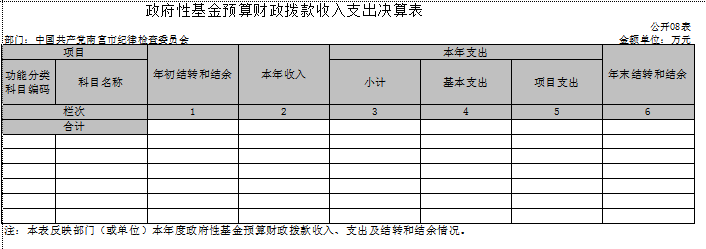 政府性基金预算财政拨款收入支出决算表
公开08表
部门：中国共产党南宫市纪律检查委员会 金额单位：万元
项目 年初结转和结余 本年收入 本年支出 年末结转和结余
功能分类科目编码 科目名称 小计 基本支出 项目支出
栏次 1 2 3 4 5 6
合计
注：本表反映部门（或单位）本年度政府性基金预算财政拨款收入、支出及结转和结余情况。